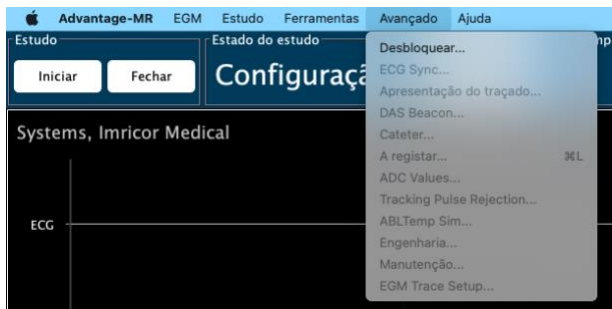 Advantage-MR EGM Estudo Ferramentas Avançado Ajuda
Estudo
Iniciar Fechar
Estado do estudo
Configuraçã
Systems, Imricor Medical
ECG
Desbloquear...
ECG Sync...
Apresentação do traçado...
DAS Beacon...
Cateter...
A registar... ⌘L
ADC Values...
Tracking Pulse Rejection...
ABLTemp Sim...
Engenharia...
Manutenção...
EGM Trace Setup...